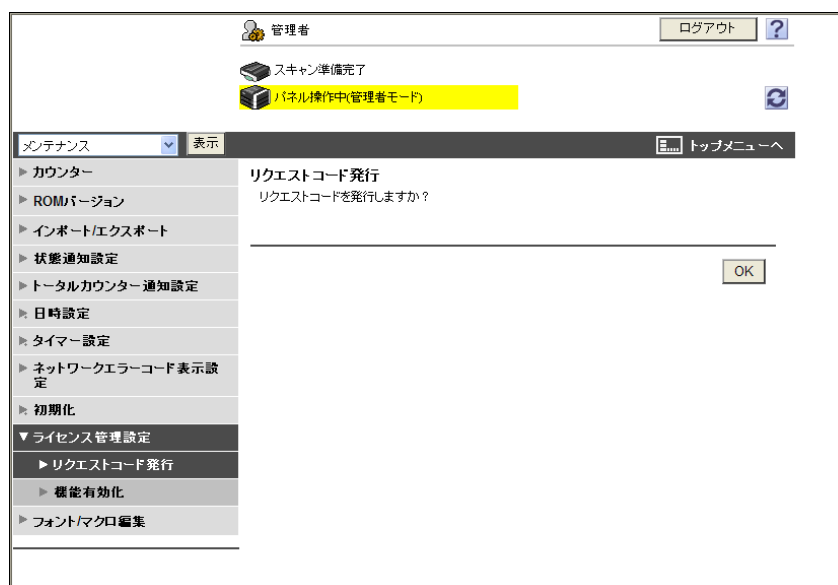 管理者
ログアウト
?
スキャン準備完了
パネル操作中(管理者モード)
メンテナンス
表示
トップメニューへ
カウンター
ROMバージョン
インポート/エクスポート
状態通知設定
トータルカウンター通知設定
日時設定
タイマー設定
ネットワークエラーコード表示設
定
初期化
ライセンス管理設定
リクエストコード発行
機能有効化
フォント/マクロ編集
リクエストコード発行
リクエストコードを発行しますか?
OK